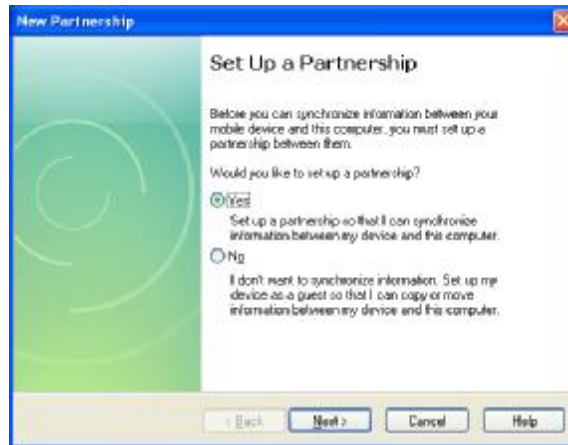 New Partnership
Set Up a Partnership
Before you can synchronize information between your
mobile device and this computer, you must set up a
partnership between them.
Would you like to set up a partnership?
Yes
Set up a partnership so that I can synchronize
information between my device and this computer.
No
I don't want to synchronize information. Set up my
device as a guest so that I can copy or move
information between my device and this computer.
< Back Next > Cancel Help